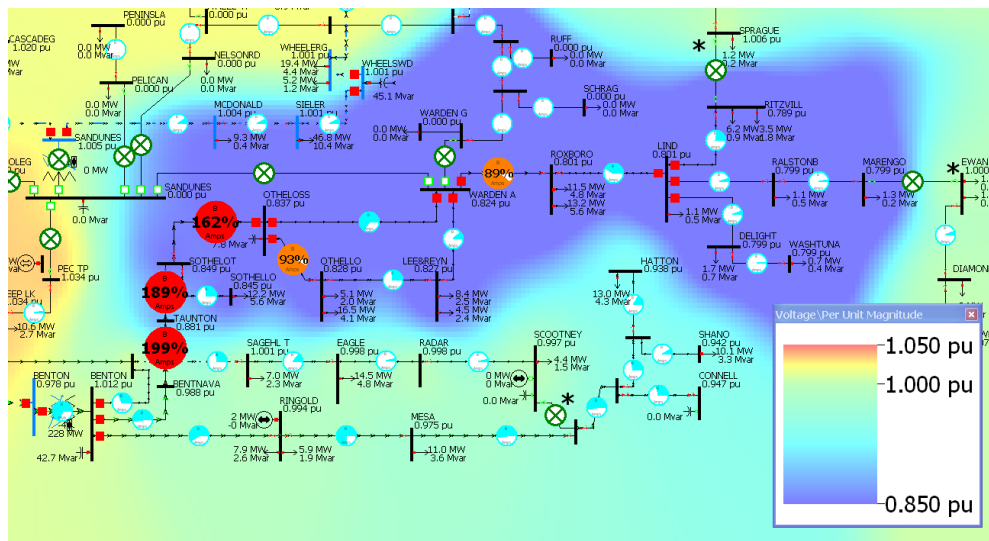 PENINSLA
0.000 pu
CASCADEG
1.020 pu
0.0 MW
0.0 Mvar
NELSONRD
0.000 pu
PELICAN
0.000 pu
0.0 MW
0.0 Mvar
0.0 MW
0.0 Mvar
WHEELERG
1.001 pu
19.4 MW
4.4 Mvar
5.2 MW
1.2 Mvar
WHEELSWD
1.001 pu
45.1 Mvar
RUFF
0.000 pu
0.0 MW
0.0 Mvar
SCHRAG
0.000 pu
0.0 MW
0.0 Mvar
SPRAGUE
1.006 pu
*
1.2 MW
0.2 Mvar
RITZVILL
0.789 pu
6.2 MW
0.9 Mvar
3.5 MW
1.8 Mvar
MCDONALD
1.004 pu
9.3 MW
0.4 Mvar
SIELER
1.001 pu
46.8 MW
10.4 Mvar
WARDEN G
0.000 pu
0.0 MW
0.0 Mvar
SANDUNES
1.005 pu
0 MW
OLEG
SANDUNES
0.000 pu
0.0 Mvar
WARDEN A
0.824 pu
89%
Amps
ROXBORO
0.801 pu
11.5 MW
4.8 Mvar
13.2 MW
5.6 Mvar
LIND
0.801 pu
1.1 MW
0.5 Mvar
RALSTONB
0.799 pu
1.1 MW
0.5 Mvar
MARENGO
0.799 pu
1.3 MW
0.2 Mvar
*
EWAN
1.000
OTHELOSS
0.837 pu
B
162%
Amps
7.8 Mvar
B
93%
Amps
DELIGHT
0.799 pu
1.7 MW
0.7 Mvar
WASHTUNA
0.799 pu
0.7 MW
0.4 Mvar
PEC TP
1.034 pu
EEP LK
1.034 pu
10.6 MW
2.7 Mvar
SOTHELOT
0.849 pu
SOTHELLO
0.845 pu
12.2 MW
5.6 Mvar
B
189%
Amps
OTHELLO
0.828 pu
5.1 MW
2.0 Mvar
16.5 MW
4.1 Mvar
LEE&REYN
0.827 pu
8.4 MW
2.5 Mvar
4.5 MW
2.4 Mvar
HATTON
0.938 pu
13.0 MW
4.3 Mvar
DIAMON
TAUNTON
0.881 pu
B
199%
Amps
SAGEHL T
1.001 pu
7.0 MW
2.3 Mvar
EAGLE
0.998 pu
14.5 MW
4.8 Mvar
RADAR
0.998 pu
SCOOTNEY
0.997 pu
4.4 MW
1.5 Mvar
0 MW
0.0 Mvar
*
SHANO
0.942 pu
10.1 MW
3.3 Mvar
CONNELL
0.947 pu
0.0 Mvar
BENTON
0.978 pu
BENTON
1.012 pu
BENTNAVA
0.988 pu
228 MW
42.7 Mvar
RINGOLD
0.994 pu
2 MW
-0 Mvar
7.9 MW
2.6 Mvar
5.9 MW
1.9 Mvar
MESA
0.975 pu
11.0 MW
3.6 Mvar
Voltage\Per Unit Magnitude
1.050 pu
1.000 pu
0.850 pu